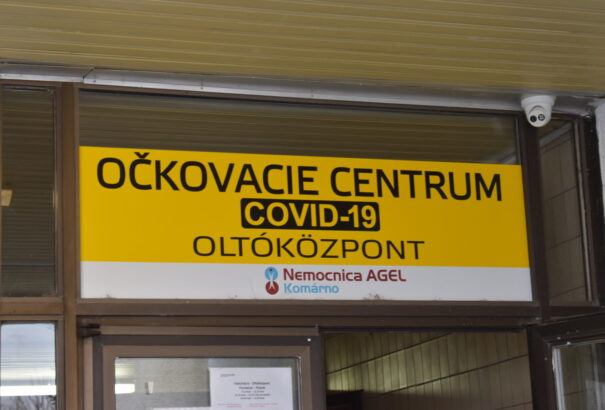 OČKOVACIE CENTRUM
COVID-19
OLTÓKÖZPONT
Nemocnica AGEL
Komárno